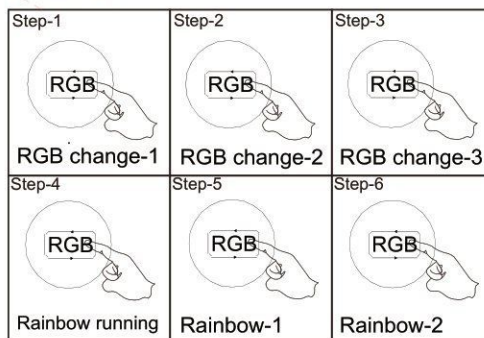 Step-1
RGB
RGB change-1
Step-2
RGB
RGB change-2
Step-3
RGB
RGB change-3
Step-4
RGB
Rainbow running
Step-5
RGB
Rainbow-1
Step-6
RGB
Rainbow-2